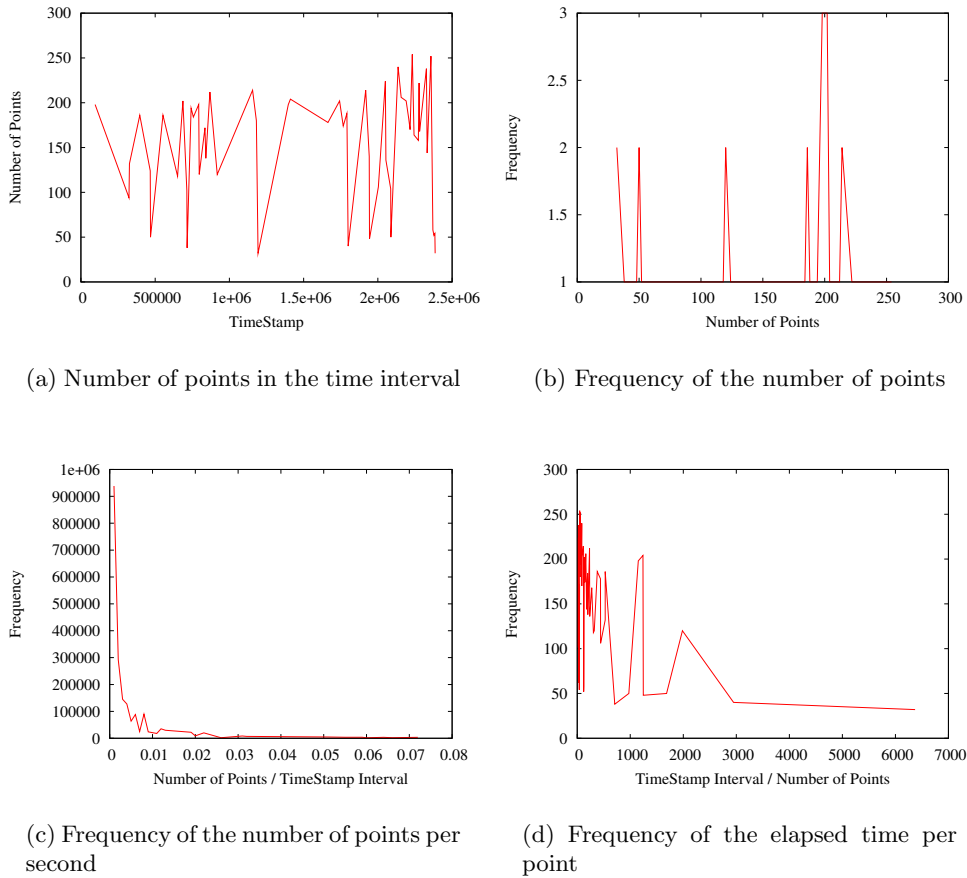 300
250
200
150
100
50
0
Number of Points
0 500000 1e+06 1.5e+06 2e+06 2.5e+06
TimeStamp
(a) Number of points in the time interval
3
2.5
2
1.5
1
Frequency
0 50 100 150 200 250 300
Number of Points
(b) Frequency of the number of points
1e+06
900000
800000
700000
600000
500000
400000
300000
200000
100000
0
Frequency
0 0.01 0.02 0.03 0.04 0.05 0.06 0.07 0.08
Number of Points / TimeStamp Interval
(c) Frequency of the number of points per
second
300
250
200
150
100
50
0
Frequency
0 1000 2000 3000 4000 5000 6000 7000
TimeStamp Interval / Number of Points
(d) Frequency of the elapsed time per
point